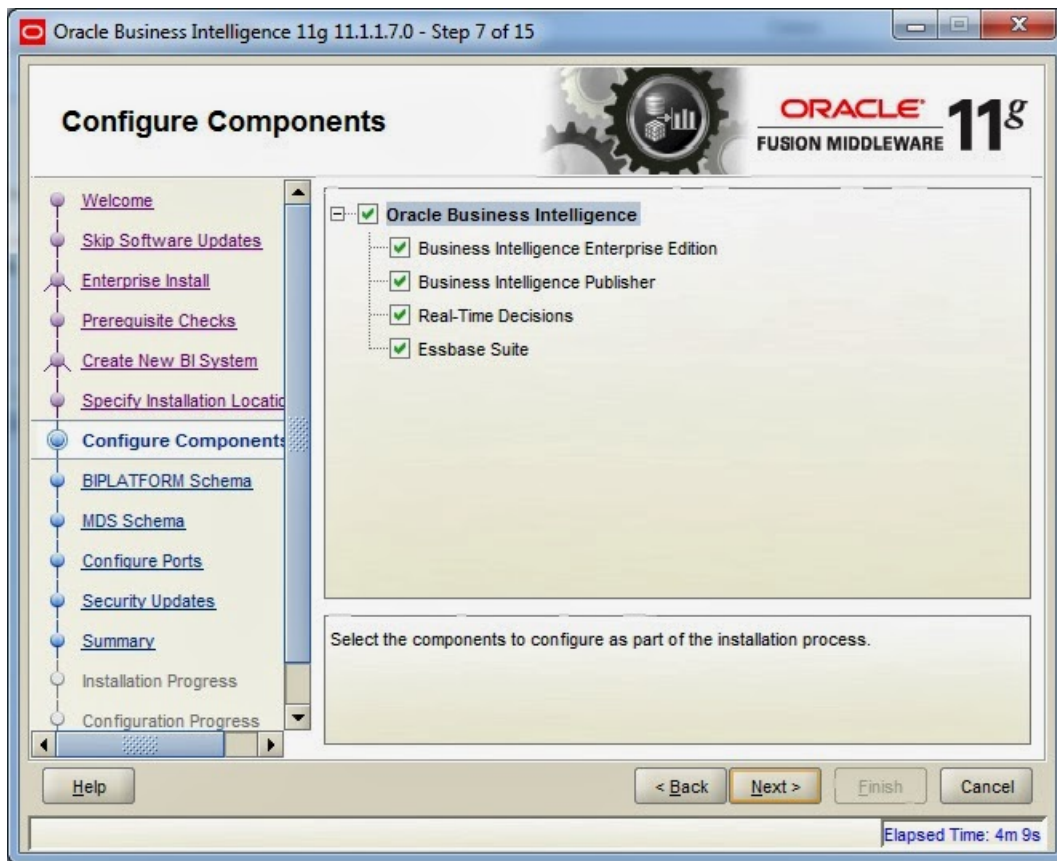 Oracle Business Intelligence 11g 11.1.1.7.0 - Step 7 of 15
Configure Components
ORACLE
FUSION MIDDLEWARE
11g
Welcome
Skip Software Updates
Enterprise Install
Prerequisite Checks
Create New BI System
Specify Installation Locatio
Configure Components
BIPLATFORM Schema
MDS Schema
Configure Ports
Security Updates
Summary
Installation Progress
Configuration Progress
Oracle Business Intelligence
Business Intelligence Enterprise Edition
Business Intelligence Publisher
Real-Time Decisions
Essbase Suite
Select the components to configure as part of the installation process.
Help
< Back
Next >
Finish
Cancel
Elapsed Time: 4m 9s